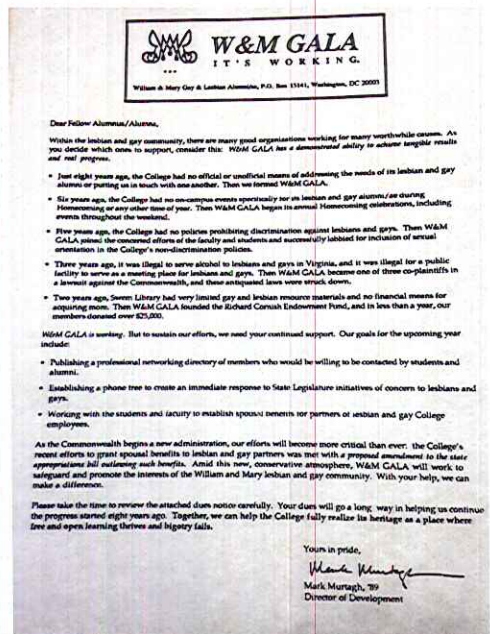 W&M GALA
IT'S WORKING.
William & Mary Gay & Lesbian Alumni/ae, P.O. Box 15141, Washington, DC 20003
Dear Fellow Alumnus/Alumna,
Within the lesbian and gay community, there are many good organizations working for many worthwhile causes. As
you decide which ones to support, consider this: W&M GALA has a demonstrated ability to achieve tangible results
and real progress.
• Just eight years ago, the College had no official or unofficial means of addressing the needs of its lesbian and gay
alumni or putting us in touch with one another. Then we formed W&M GALA.
• Six years ago, the College had no on-campus events specifically for its lesbian and gay alumni/ae during
Homecoming or any other time of year. Then W&M GALA began its annual Homecoming celebrations, including
events throughout the weekend.
• Five years ago, the College had no policies prohibiting discrimination against lesbians and gays. Then W&M
GALA joined the concerted efforts of the faculty and students and successfully lobbied for inclusion of sexual
orientation in the College's non-discrimination policies.
• Three years ago, it was illegal to serve alcohol to lesbians and gays in Virginia, and it was illegal for a public
facility to serve as a meeting place for lesbians and gays. Then W&M GALA became one of three co-plaintiffs in
a lawsuit against the Commonwealth, and these antiquated laws were struck down.
• Two years ago, Swem Library had very limited gay and lesbian resource materials and no financial means for
acquiring more. Then W&M GALA founded the Richard Cornish Endowment Fund, and in less than a year, our
members donated over $25,000.
W&M GALA is working. But to sustain our efforts, we need your continued support. Our goals for the upcoming year
include:
• Publishing a professional networking directory of members who would be willing to be contacted by students and
alumni.
• Establishing a phone tree to create an immediate response to State Legislature initiatives of concern to lesbians and
gays.
• Working with the students and faculty to establish spousal benefits for partners of lesbian and gay College
employees.
As the Commonwealth begins a new administration, our efforts will become more critical than ever: the College's
recent efforts to grant spousal benefits to lesbian and gay partners was met with a proposed amendment to the state
appropriations bill outlawing such benefits. Amid this new, conservative atmosphere, W&M GALA will work to
safeguard and promote the interests of the William and Mary lesbian and gay community. With your help, we can
make a difference.
Please take the time to review the attached dues notice carefully. Your dues will go a long way in helping us continue
the progress started eight years ago. Together, we can help the College fully realize its heritage as a place where
free and open learning thrives and bigotry fails.
Yours in pride,
Mark Murtagh
Mark Murtagh, '89
Director of Development